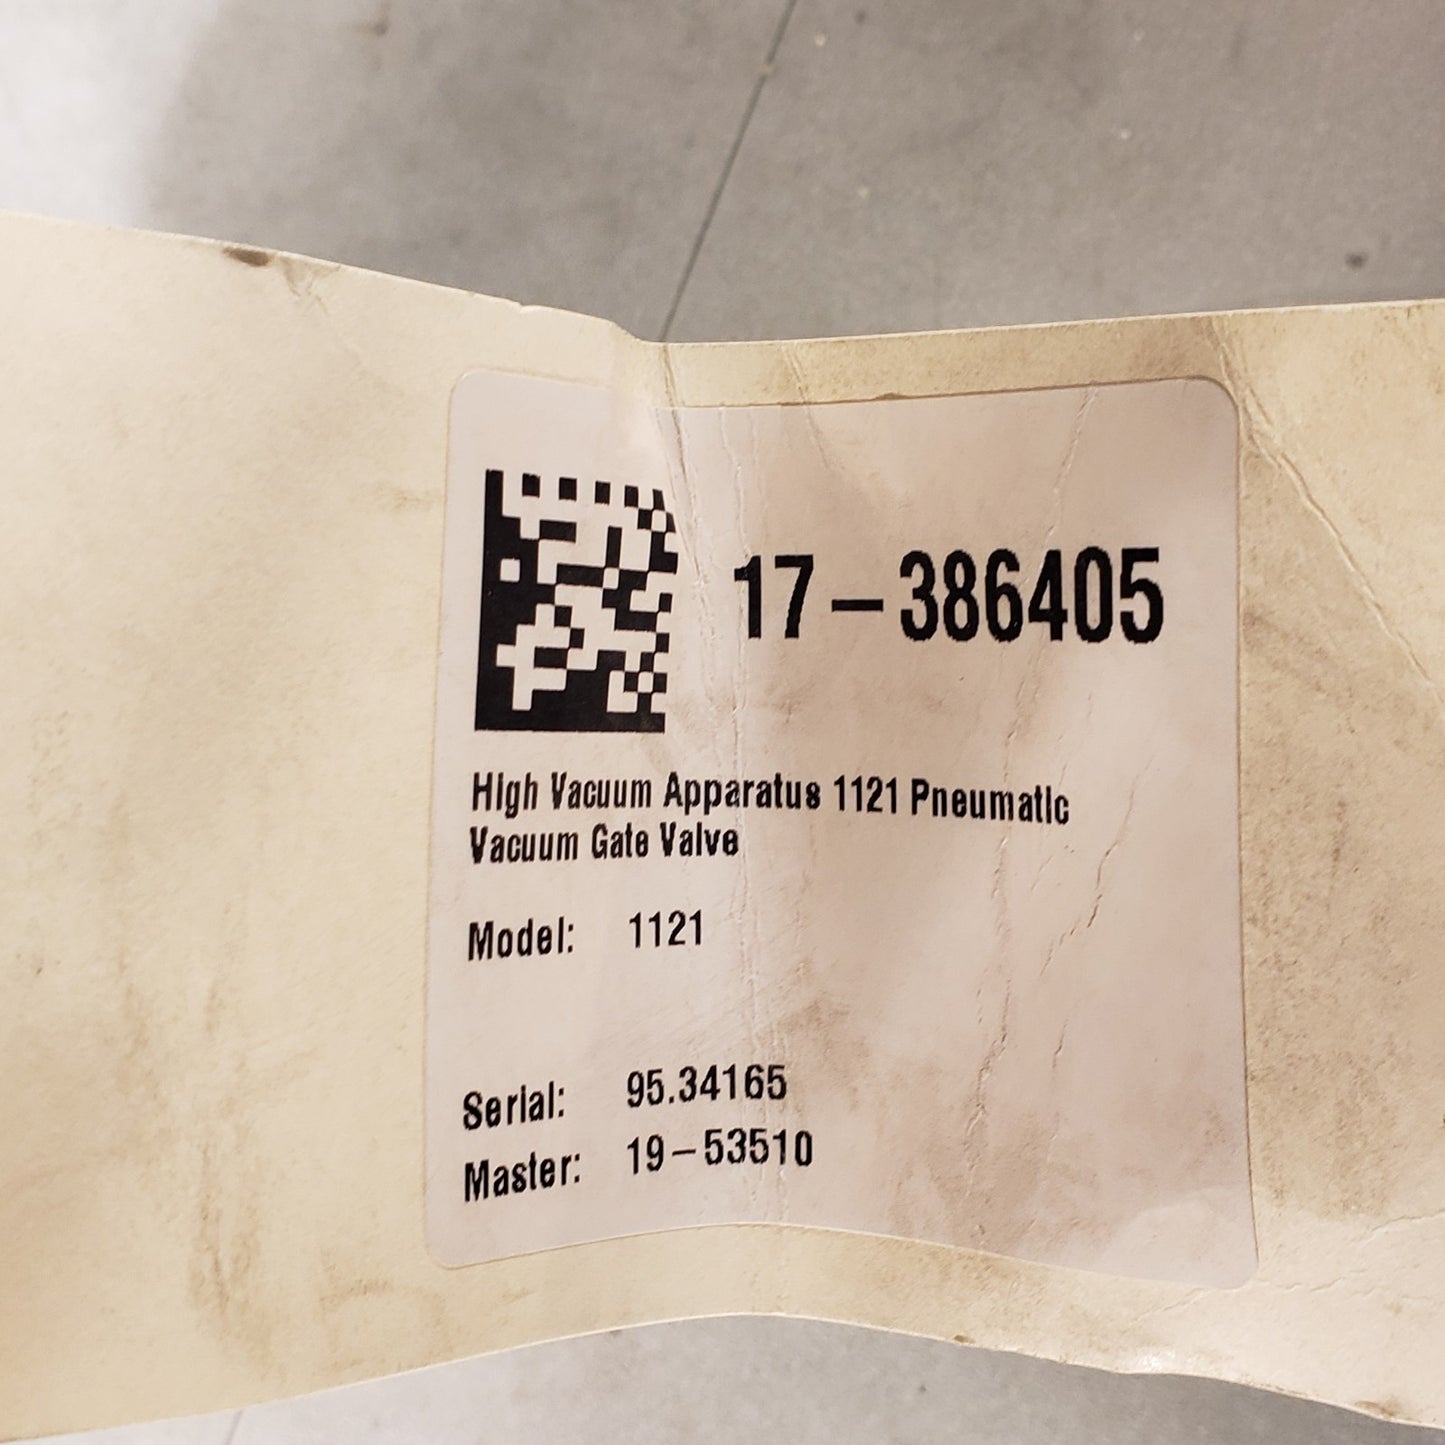 17-386405
High Vacuum Apparatus 1121 Pneumatic
Vacuum Gate Valve
Model: 1121
Serial: 95.34165
Master: 19-53510